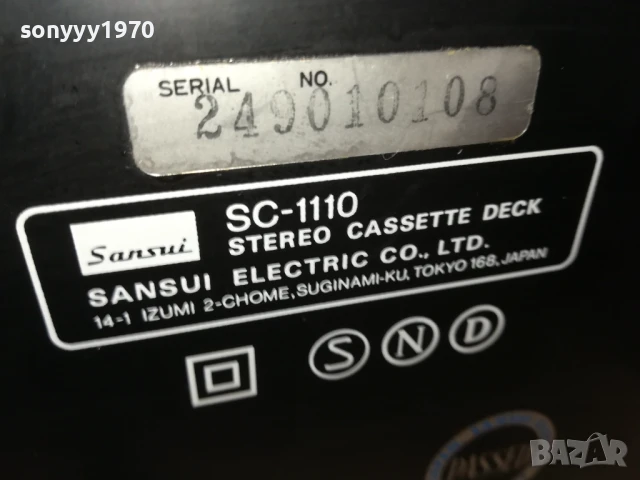 sonyyy1970
SERIAL NO.
249010108
Sansui
SC-1110
STEREO CASSETTE DECK
SANSUI ELECTRIC CO., LTD.
14-1 IZUMI 2-CHOME, SUGINAMI-KU, TOKYO 168, JAPAN
S N D
BAZAR
bg